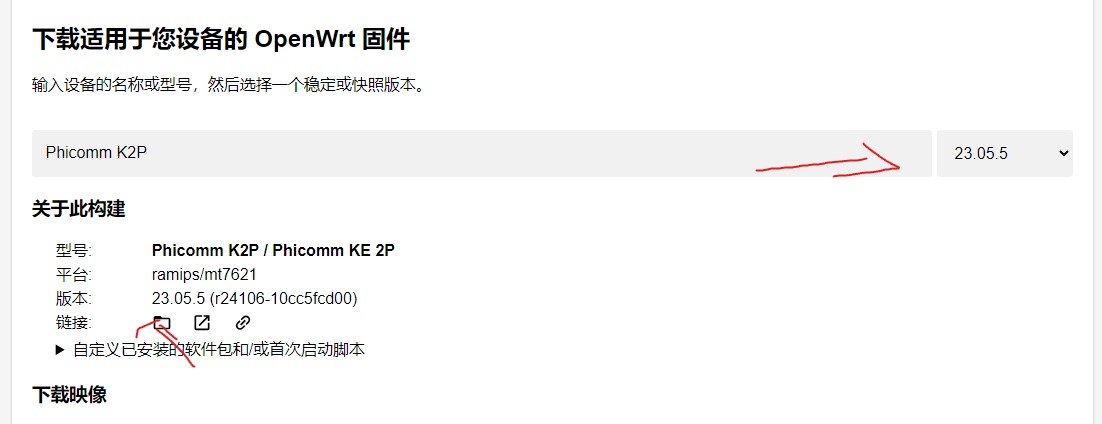 下载适用于您设备的 OpenWrt 固件
输入设备的名称或型号，然后选择一个稳定或快照版本。
Phicomm K2P 23.05.5
关于此构建
型号: Phicomm K2P / Phicomm KE 2P
平台: ramips/mt7621
版本: 23.05.5 (r24106-10cc5fcd00)
链接:
自定义已安装的软件包和/或首次启动脚本
下载映像